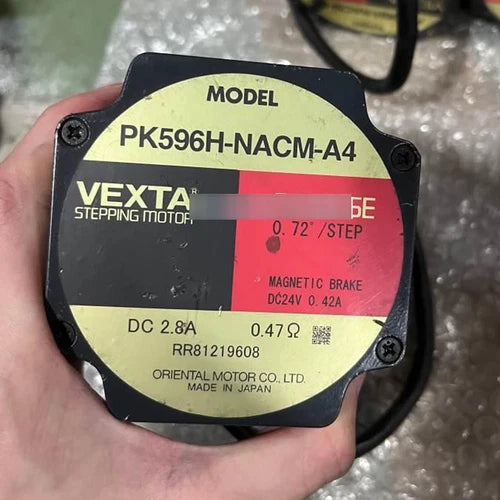 MODEL
PK596H-NACM-A4
VEXTA®
STEPPING MOTOR
0.72°/STEP
MAGNETIC BRAKE
DC24V 0.42A
DC 2.8A 0.47Ω
RR81219608
ORIENTAL MOTOR CO., LTD.
MADE IN JAPAN